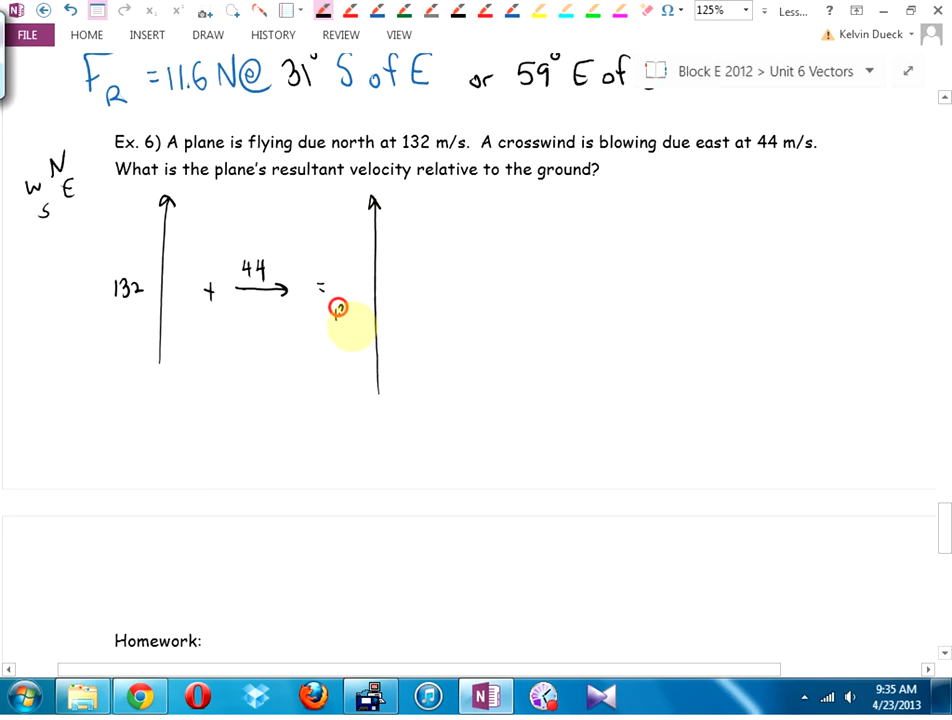 125%
Less...
?
FILE
HOME
INSERT
DRAW
HISTORY
REVIEW
VIEW
Kelvin Dueck
F_R = 11.6 N @ 31° S of E or 59° E of
Block E 2012 > Unit 6 Vectors
Ex. 6) A plane is flying due north at 132 m/s. A crosswind is blowing due east at 44 m/s.
What is the plane's resultant velocity relative to the ground?
N
W E
S
44
132 + =
Homework:
9:35 AM
4/23/2013